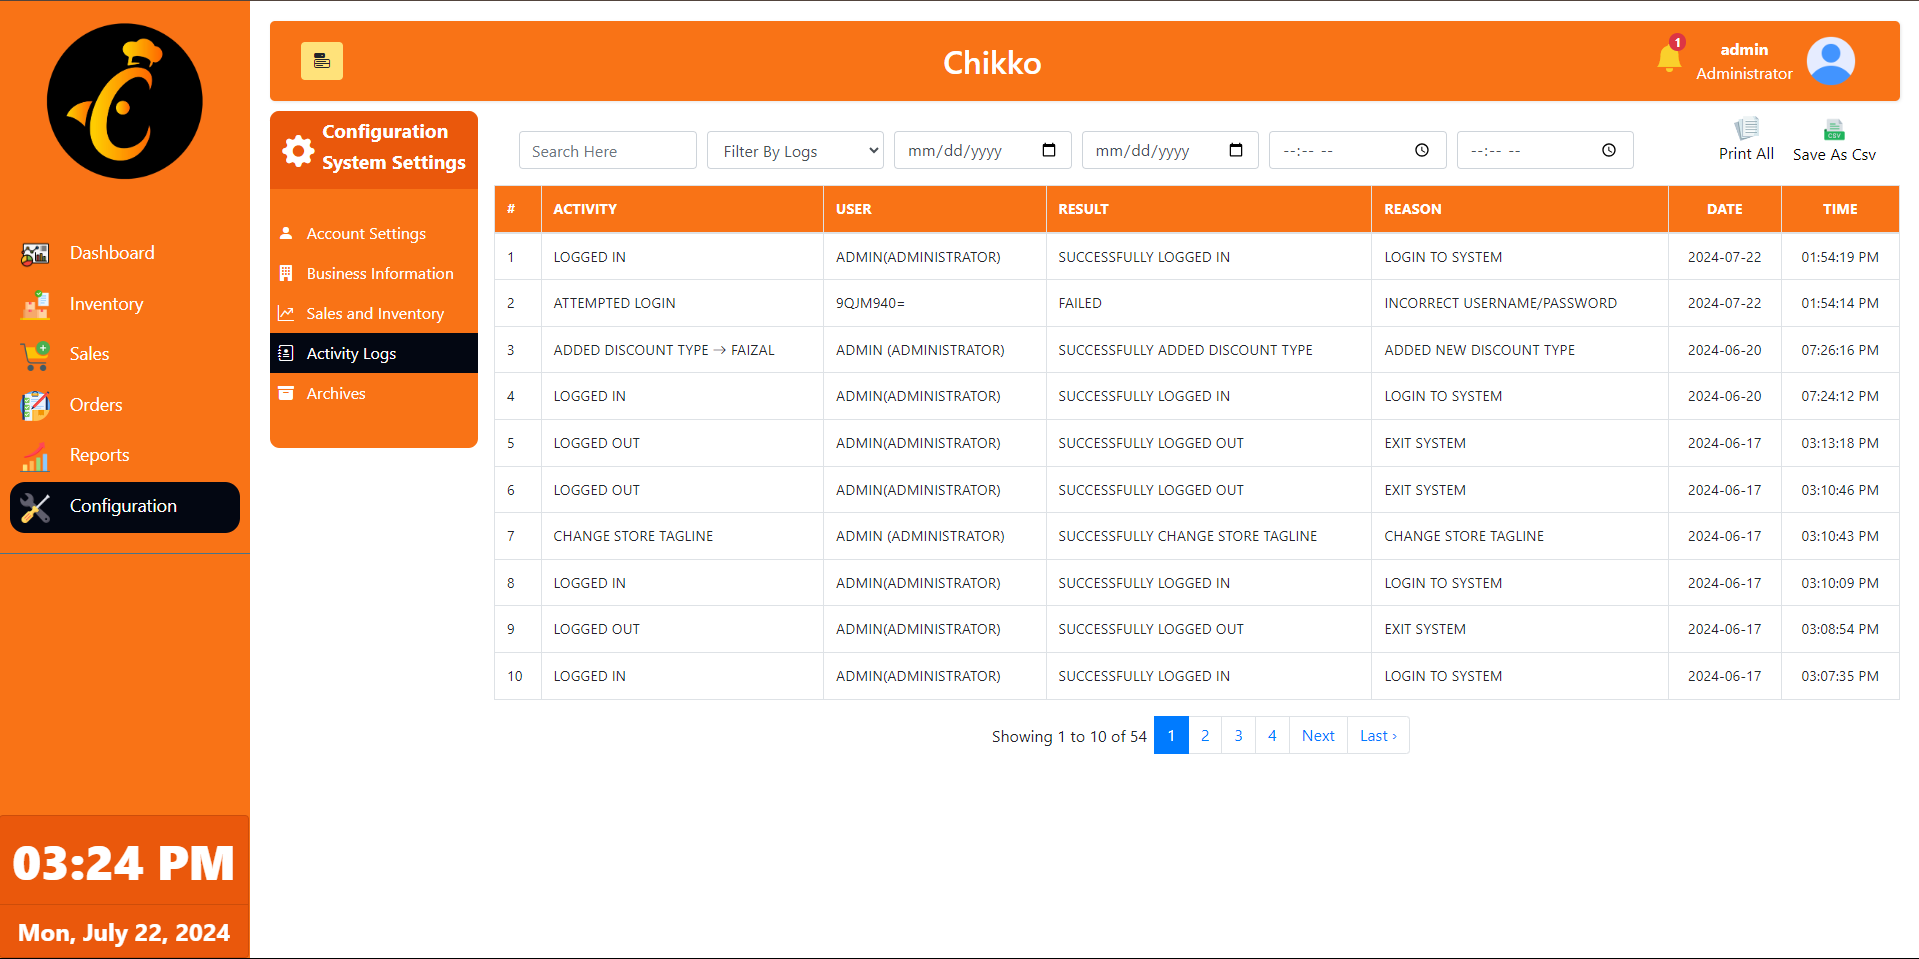 Chikko
1
admin
Administrator
Dashboard
Inventory
Sales
Orders
Reports
Configuration
03:24 PM
Mon, July 22, 2024
Configuration
System Settings
Account Settings
Business Information
Sales and Inventory
Activity Logs
Archives
Search Here
Filter By Logs
mm/dd/yyyy
mm/dd/yyyy
--:-- --
--:-- --
Print All
CSV
Save As Csv
# ACTIVITY USER RESULT REASON DATE TIME
1 LOGGED IN ADMIN(ADMINISTRATOR) SUCCESSFULLY LOGGED IN LOGIN TO SYSTEM 2024-07-22 01:54:19 PM
2 ATTEMPTED LOGIN 9QJM940= FAILED INCORRECT USERNAME/PASSWORD 2024-07-22 01:54:14 PM
3 ADDED DISCOUNT TYPE → FAIZAL ADMIN (ADMINISTRATOR) SUCCESSFULLY ADDED DISCOUNT TYPE ADDED NEW DISCOUNT TYPE 2024-06-20 07:26:16 PM
4 LOGGED IN ADMIN(ADMINISTRATOR) SUCCESSFULLY LOGGED IN LOGIN TO SYSTEM 2024-06-20 07:24:12 PM
5 LOGGED OUT ADMIN(ADMINISTRATOR) SUCCESSFULLY LOGGED OUT EXIT SYSTEM 2024-06-17 03:13:18 PM
6 LOGGED OUT ADMIN(ADMINISTRATOR) SUCCESSFULLY LOGGED OUT EXIT SYSTEM 2024-06-17 03:10:46 PM
7 CHANGE STORE TAGLINE ADMIN (ADMINISTRATOR) SUCCESSFULLY CHANGE STORE TAGLINE CHANGE STORE TAGLINE 2024-06-17 03:10:43 PM
8 LOGGED IN ADMIN(ADMINISTRATOR) SUCCESSFULLY LOGGED IN LOGIN TO SYSTEM 2024-06-17 03:10:09 PM
9 LOGGED OUT ADMIN(ADMINISTRATOR) SUCCESSFULLY LOGGED OUT EXIT SYSTEM 2024-06-17 03:08:54 PM
10 LOGGED IN ADMIN(ADMINISTRATOR) SUCCESSFULLY LOGGED IN LOGIN TO SYSTEM 2024-06-17 03:07:35 PM
Showing 1 to 10 of 54 1 2 3 4 Next Last ›